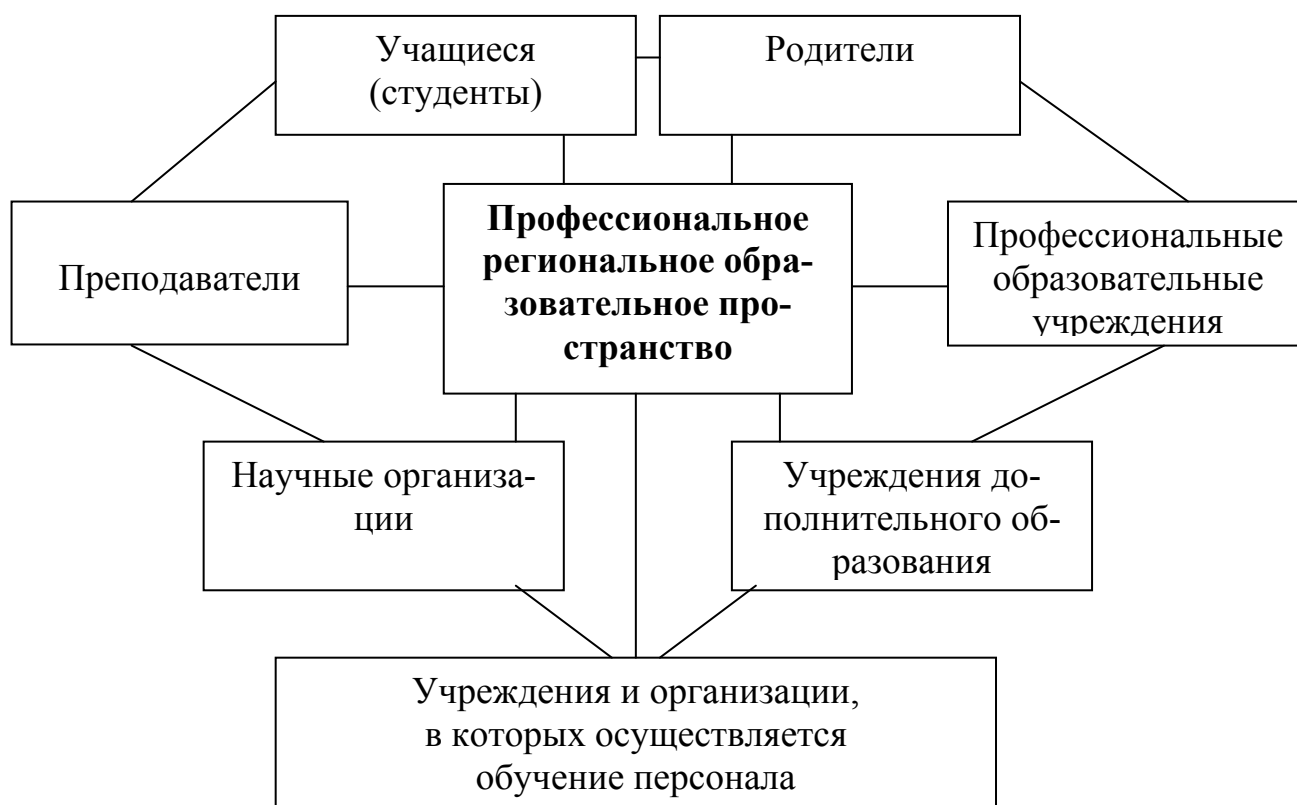 Учащиеся
(студенты)
Родители
Профессиональное
региональное обра-
зовательное про-
странство
Преподаватели
Профессиональные
образовательные
учреждения
Научные организа-
ции
Учреждения до-
полнительного об-
разования
Учреждения и организации,
в которых осуществляется
обучение персонала